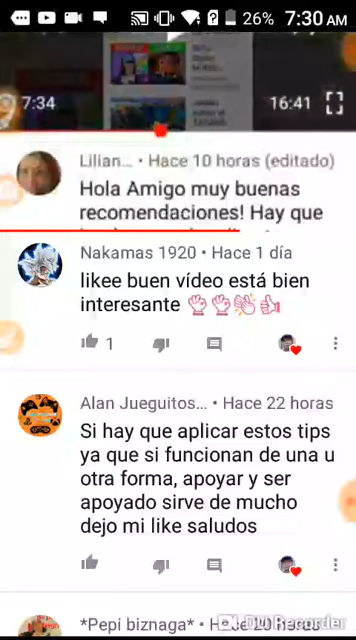 26% 7:30 AM
7:34
16:41
Lilian... • Hace 10 horas (editado)
Hola Amigo muy buenas
recomendaciones! Hay que
Nakamas 1920 • Hace 1 día
likee buen vídeo está bien
interesante
1
Alan Jueguitos... • Hace 22 horas
Si hay que aplicar estos tips
ya que si funcionan de una u
otra forma, apoyar y ser
apoyado sirve de mucho
dejo mi like saludos
*Pepi biznaga* • Hace 20 horas
DU Recorder